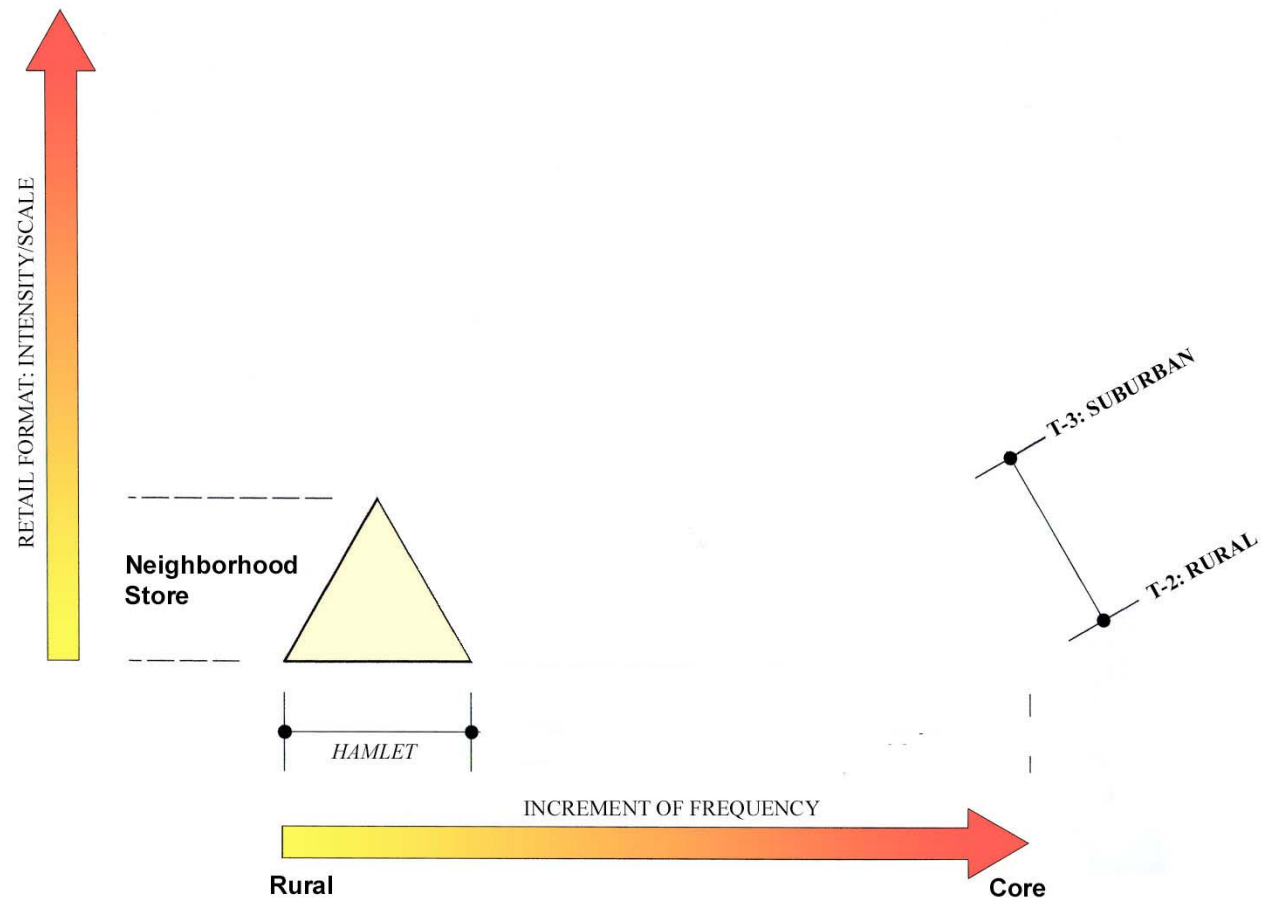 RETAIL FORMAT: INTENSITY/SCALE
T-3: SUBURBAN
Neighborhood
Store
T-2: RURAL
HAMLET
INCREMENT OF FREQUENCY
Rural
Core